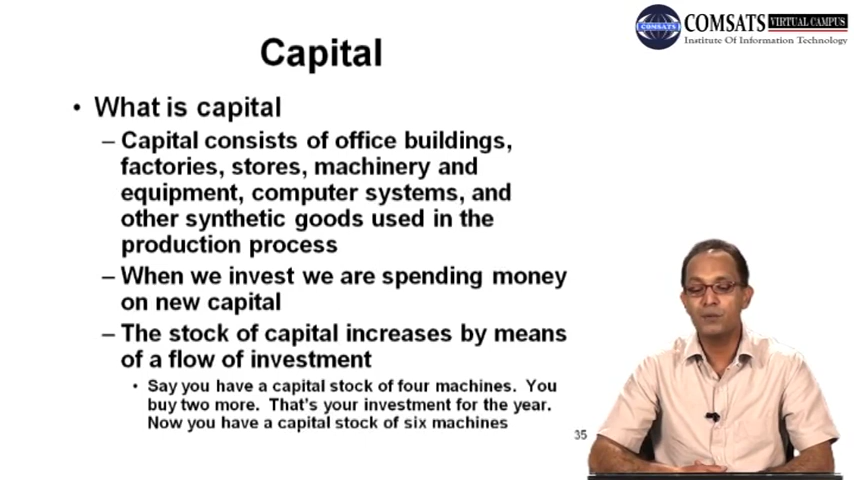 COMSATS VIRTUAL CAMPUS
COMSATS
Institute Of Information Technology
Capital
• What is capital
– Capital consists of office buildings,
factories, stores, machinery and
equipment, computer systems, and
other synthetic goods used in the
production process
– When we invest we are spending money
on new capital
– The stock of capital increases by means
of a flow of investment
• Say you have a capital stock of four machines. You
buy two more. That's your investment for the year.
Now you have a capital stock of six machines
35